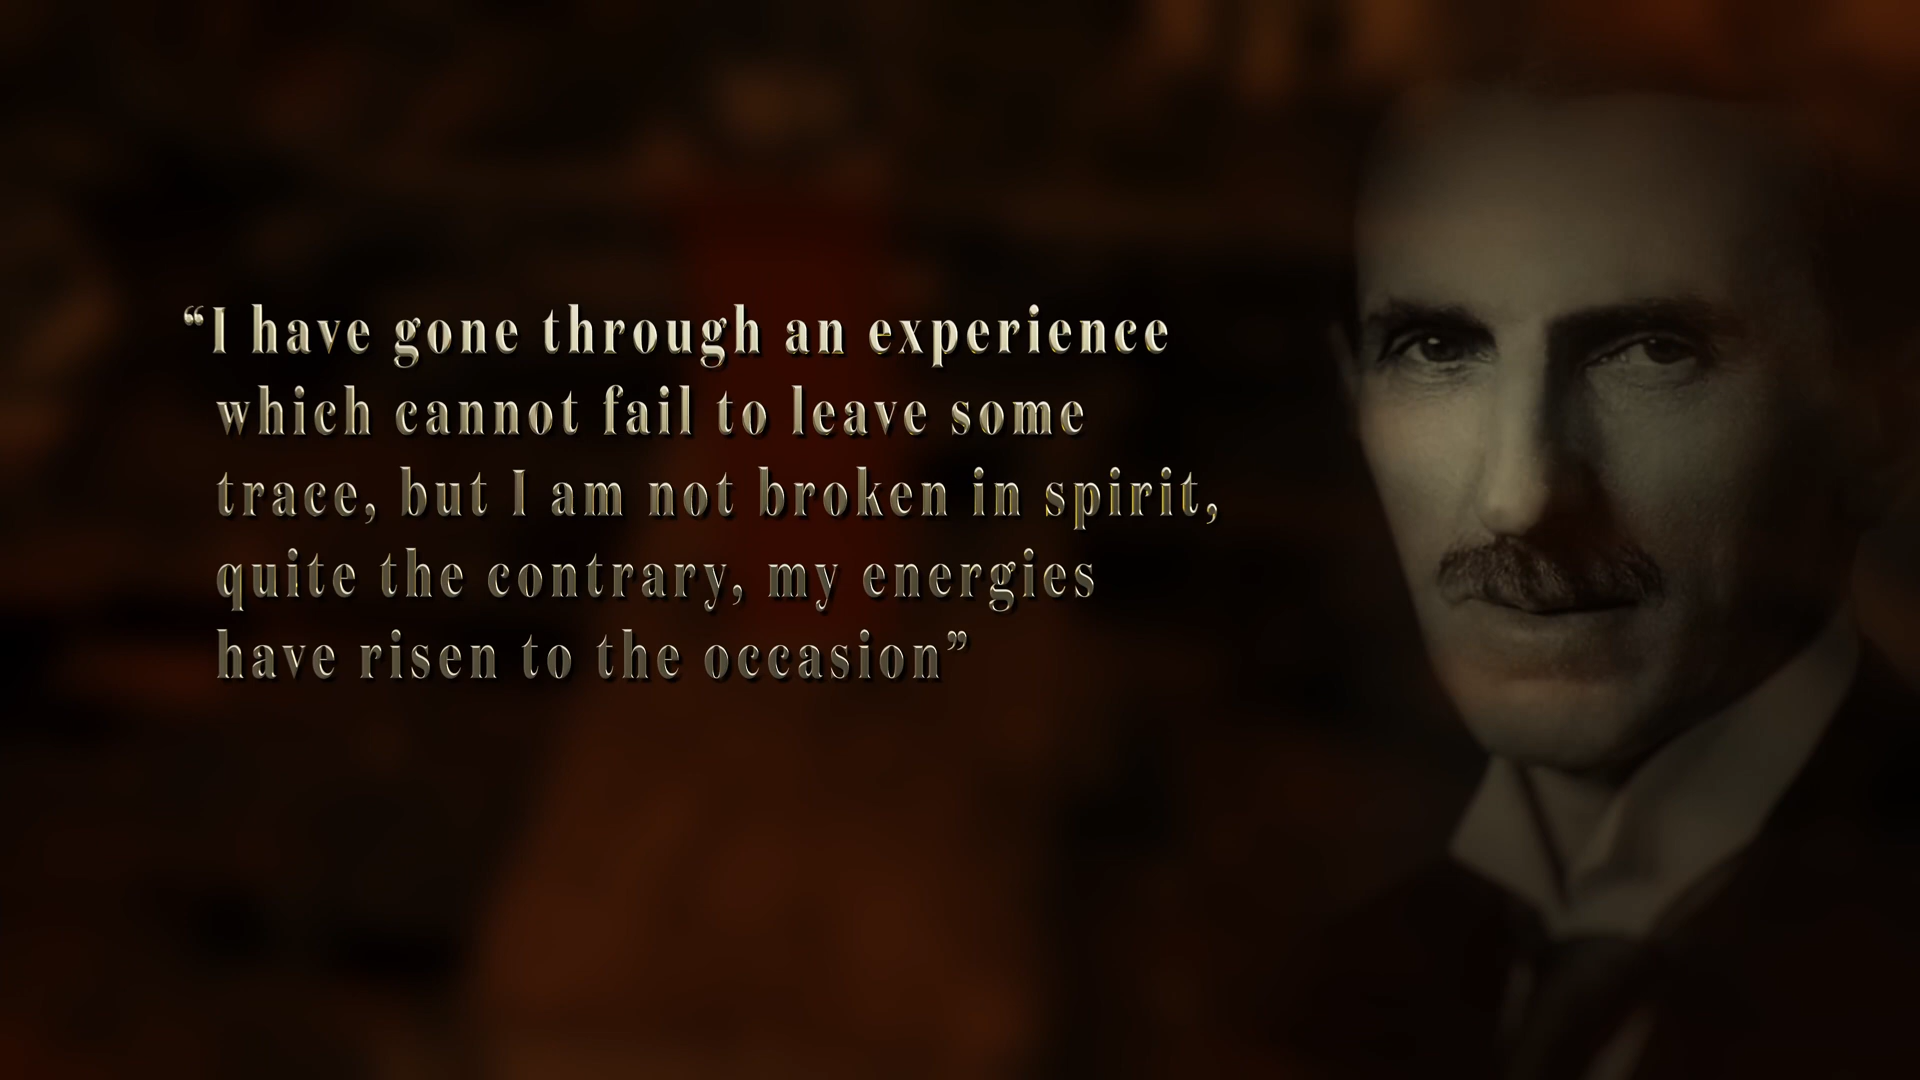 “I have gone through an experience
which cannot fail to leave some
trace, but I am not broken in spirit,
quite the contrary, my energies
have risen to the occasion”